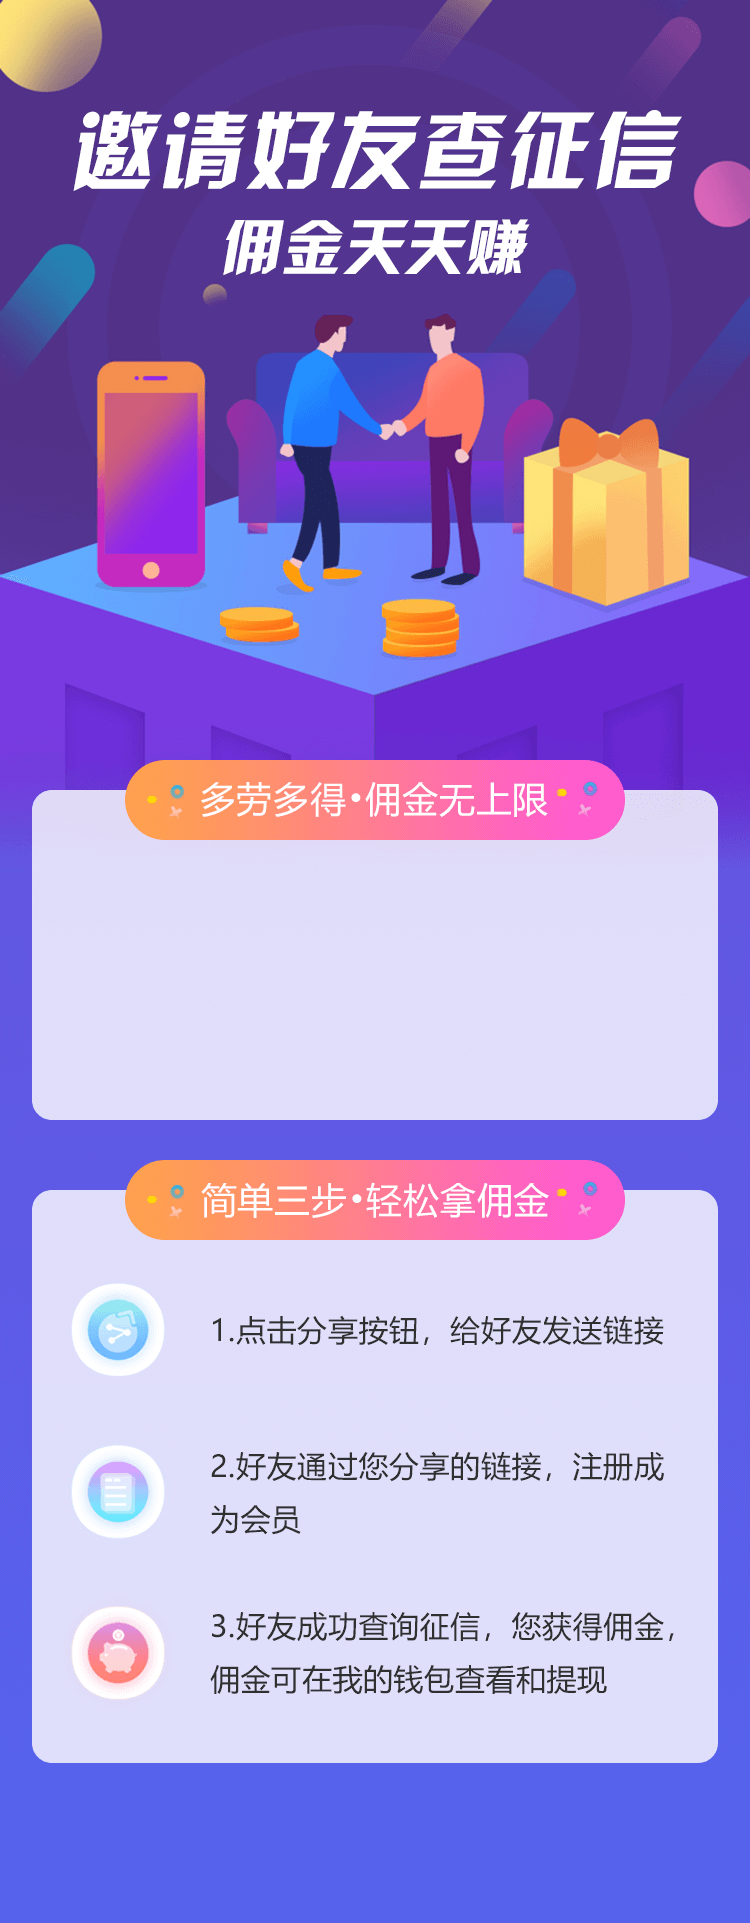 邀请好友查征信
佣金天天赚
多劳多得•佣金无上限
简单三步•轻松拿佣金
1.点击分享按钮，给好友发送链接
2.好友通过您分享的链接，注册成
为会员
3.好友成功查询征信，您获得佣金，
佣金可在我的钱包查看和提现